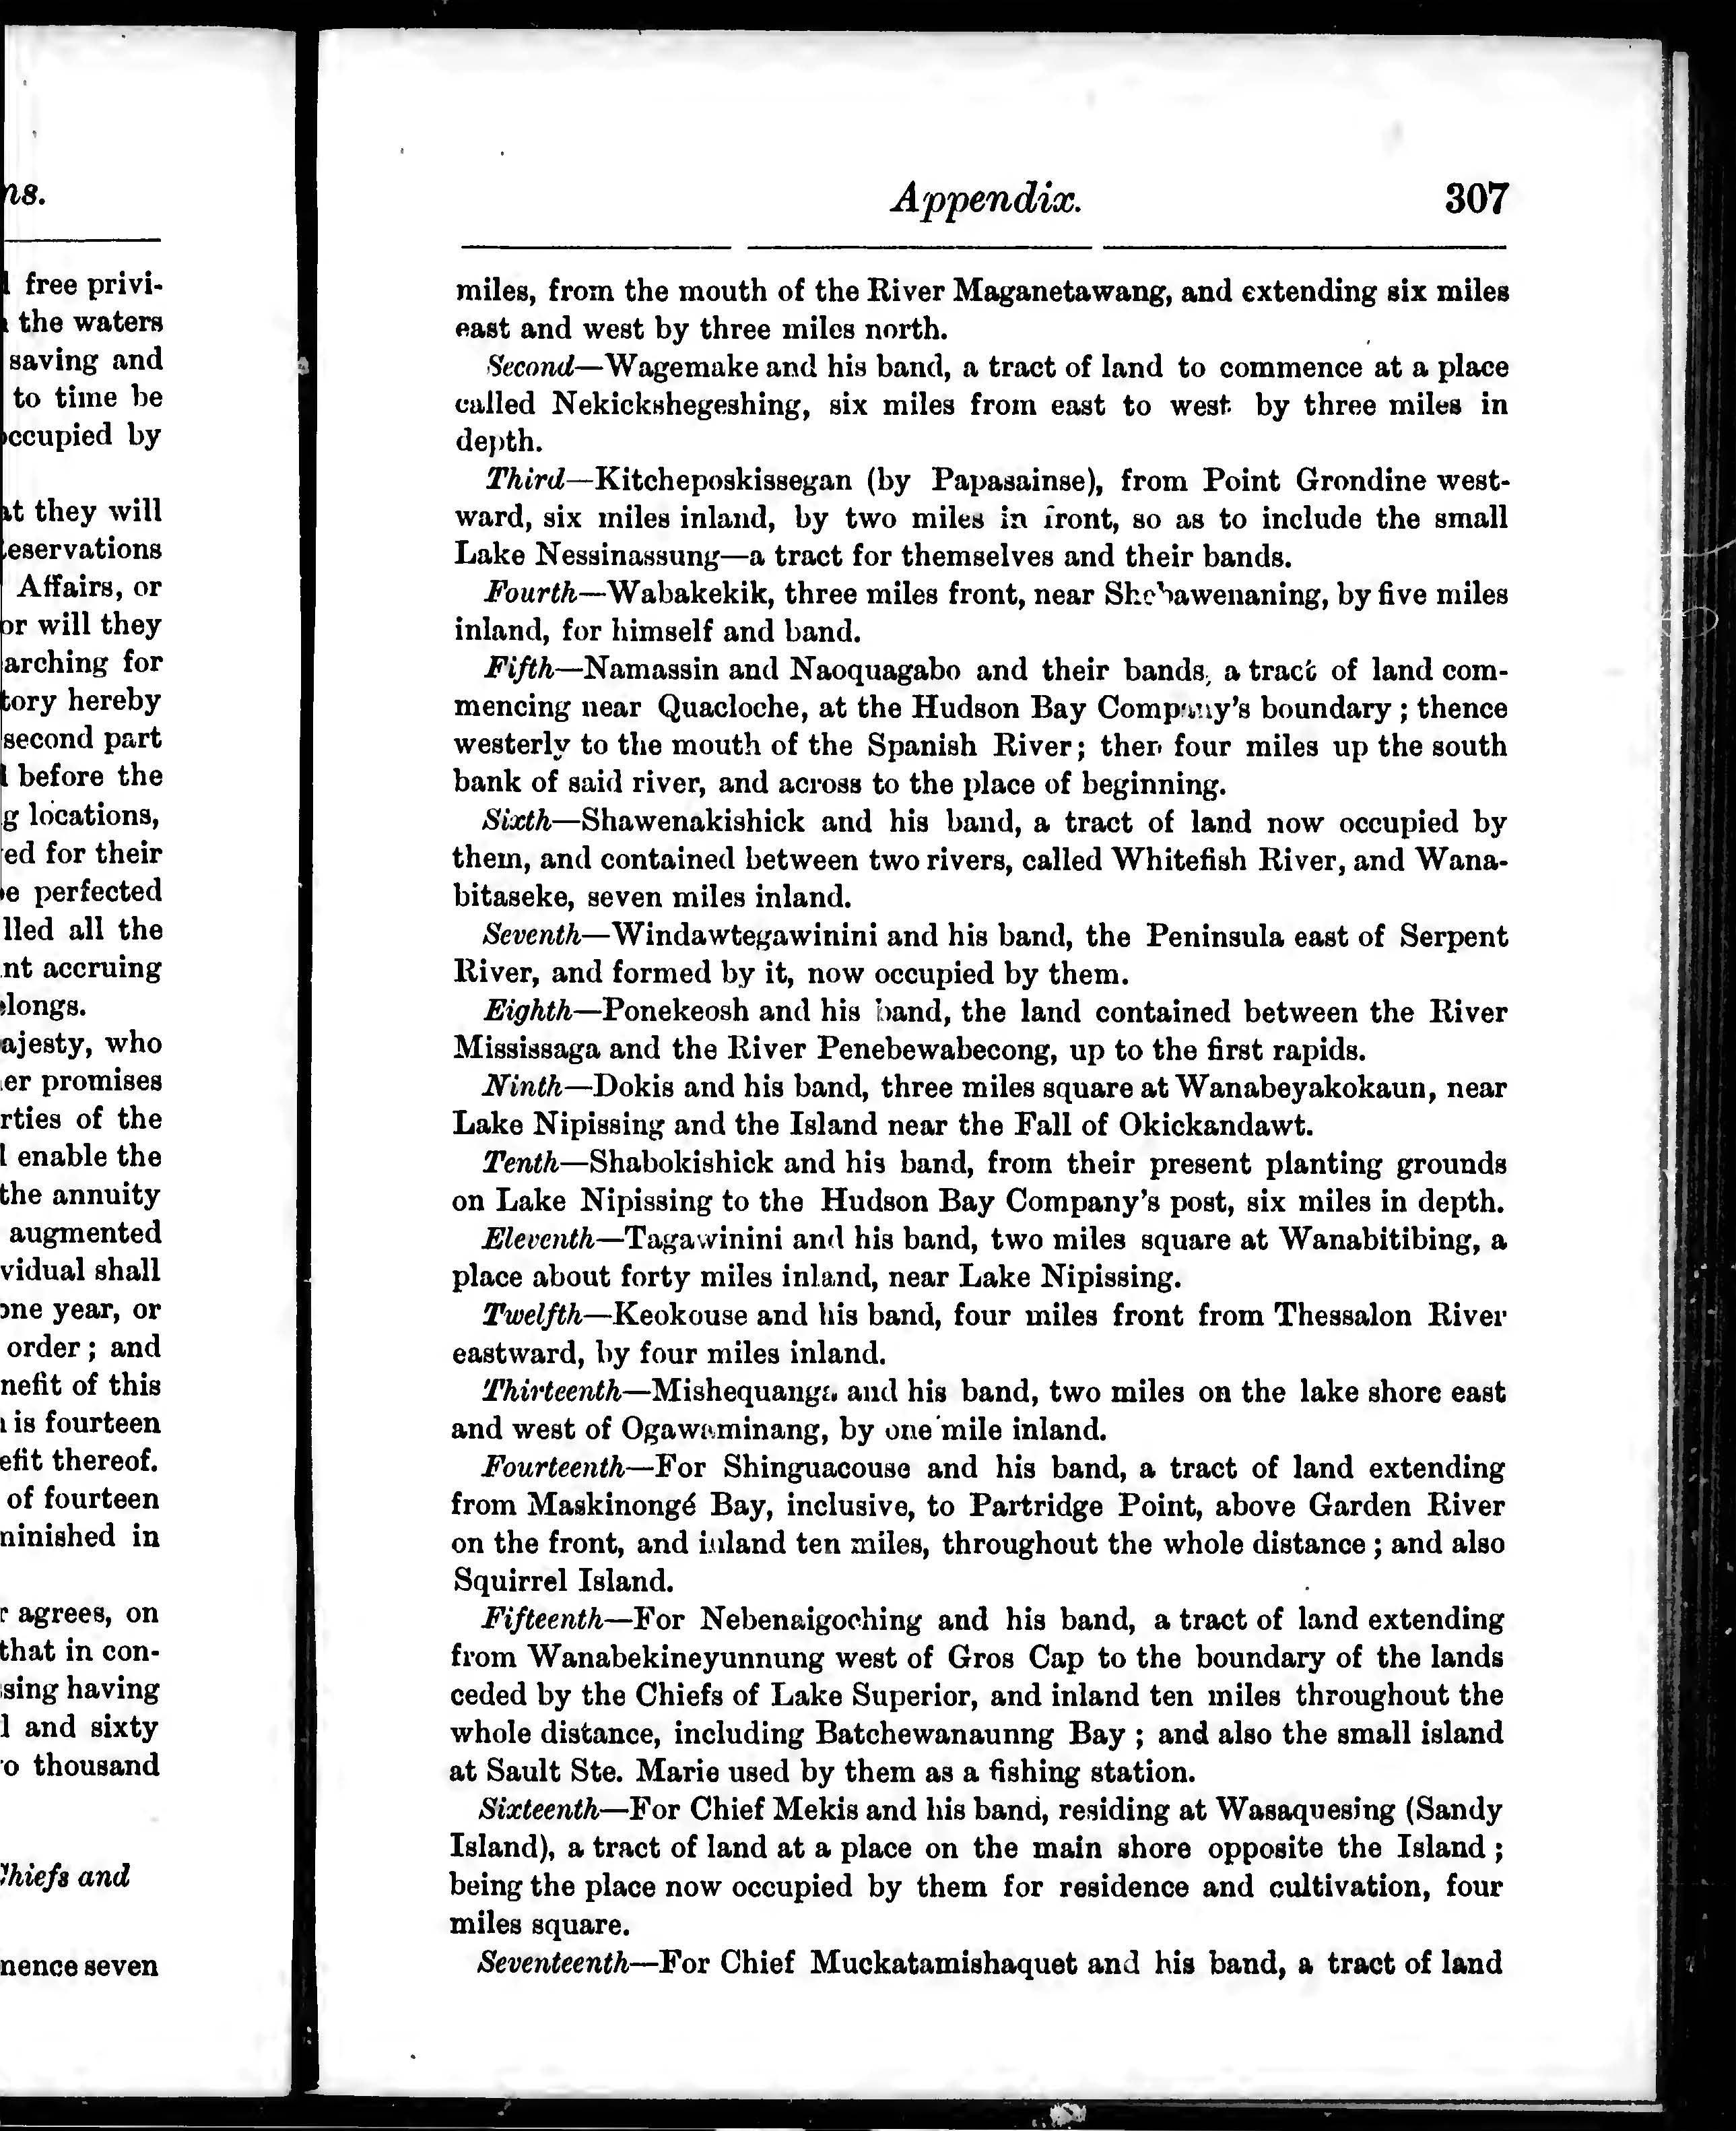 ns.
free privi-
the waters
saving and
to time be
occupied by
at they will
eservations
Affairs, or
or will they
arching for
tory hereby
second part
before the
g locations,
ed for their
e perfected
lled all the
nt accruing
elongs.
ajesty, who
er promises
rties of the
enable the
the annuity
augmented
vidual shall
one year, or
order; and
nefit of this
is fourteen
efit thereof.
of fourteen
minished in
r agrees, on
that in con-
sing having
and sixty
o thousand
Chiefs and
nence seven
Appendix. 307
miles, from the mouth of the River Maganetawang, and extending six miles
east and west by three miles north.
Second—Wagemake and his band, a tract of land to commence at a place
called Nekickshegeshing, six miles from east to west by three miles in
depth.
Third—Kitcheposkissegan (by Papasainse), from Point Grondine west-
ward, six miles inland, by two miles in front, so as to include the small
Lake Nessinassung—a tract for themselves and their bands.
Fourth—Wabakekik, three miles front, near Shebawenaning, by five miles
inland, for himself and band.
Fifth—Namassin and Naoquagabo and their bands, a tract of land com-
mencing near Quacloche, at the Hudson Bay Company's boundary; thence
westerly to the mouth of the Spanish River; then four miles up the south
bank of said river, and across to the place of beginning.
Sixth—Shawenakishick and his band, a tract of land now occupied by
them, and contained between two rivers, called Whitefish River, and Wana-
bitaseke, seven miles inland.
Seventh—Windawtegawinini and his band, the Peninsula east of Serpent
River, and formed by it, now occupied by them.
Eighth—Ponekeosh and his band, the land contained between the River
Mississaga and the River Penebewabecong, up to the first rapids.
Ninth—Dokis and his band, three miles square at Wanabeyakokaun, near
Lake Nipissing and the Island near the Fall of Okickandawt.
Tenth—Shabokishick and his band, from their present planting grounds
on Lake Nipissing to the Hudson Bay Company's post, six miles in depth.
Eleventh—Tagawinini and his band, two miles square at Wanabitibing, a
place about forty miles inland, near Lake Nipissing.
Twelfth—Keokouse and his band, four miles front from Thessalon River
eastward, by four miles inland.
Thirteenth—Mishequanga and his band, two miles on the lake shore east
and west of Ogawaminang, by one mile inland.
Fourteenth—For Shinguacouse and his band, a tract of land extending
from Maskinongé Bay, inclusive, to Partridge Point, above Garden River
on the front, and inland ten miles, throughout the whole distance; and also
Squirrel Island.
Fifteenth—For Nebenaigoching and his band, a tract of land extending
from Wanabekineyunnung west of Gros Cap to the boundary of the lands
ceded by the Chiefs of Lake Superior, and inland ten miles throughout the
whole distance, including Batchewanaunng Bay; and also the small island
at Sault Ste. Marie used by them as a fishing station.
Sixteenth—For Chief Mekis and his band, residing at Wasaquesing (Sandy
Island), a tract of land at a place on the main shore opposite the Island;
being the place now occupied by them for residence and cultivation, four
miles square.
Seventeenth—For Chief Muckatamishaquet and his band, a tract of land